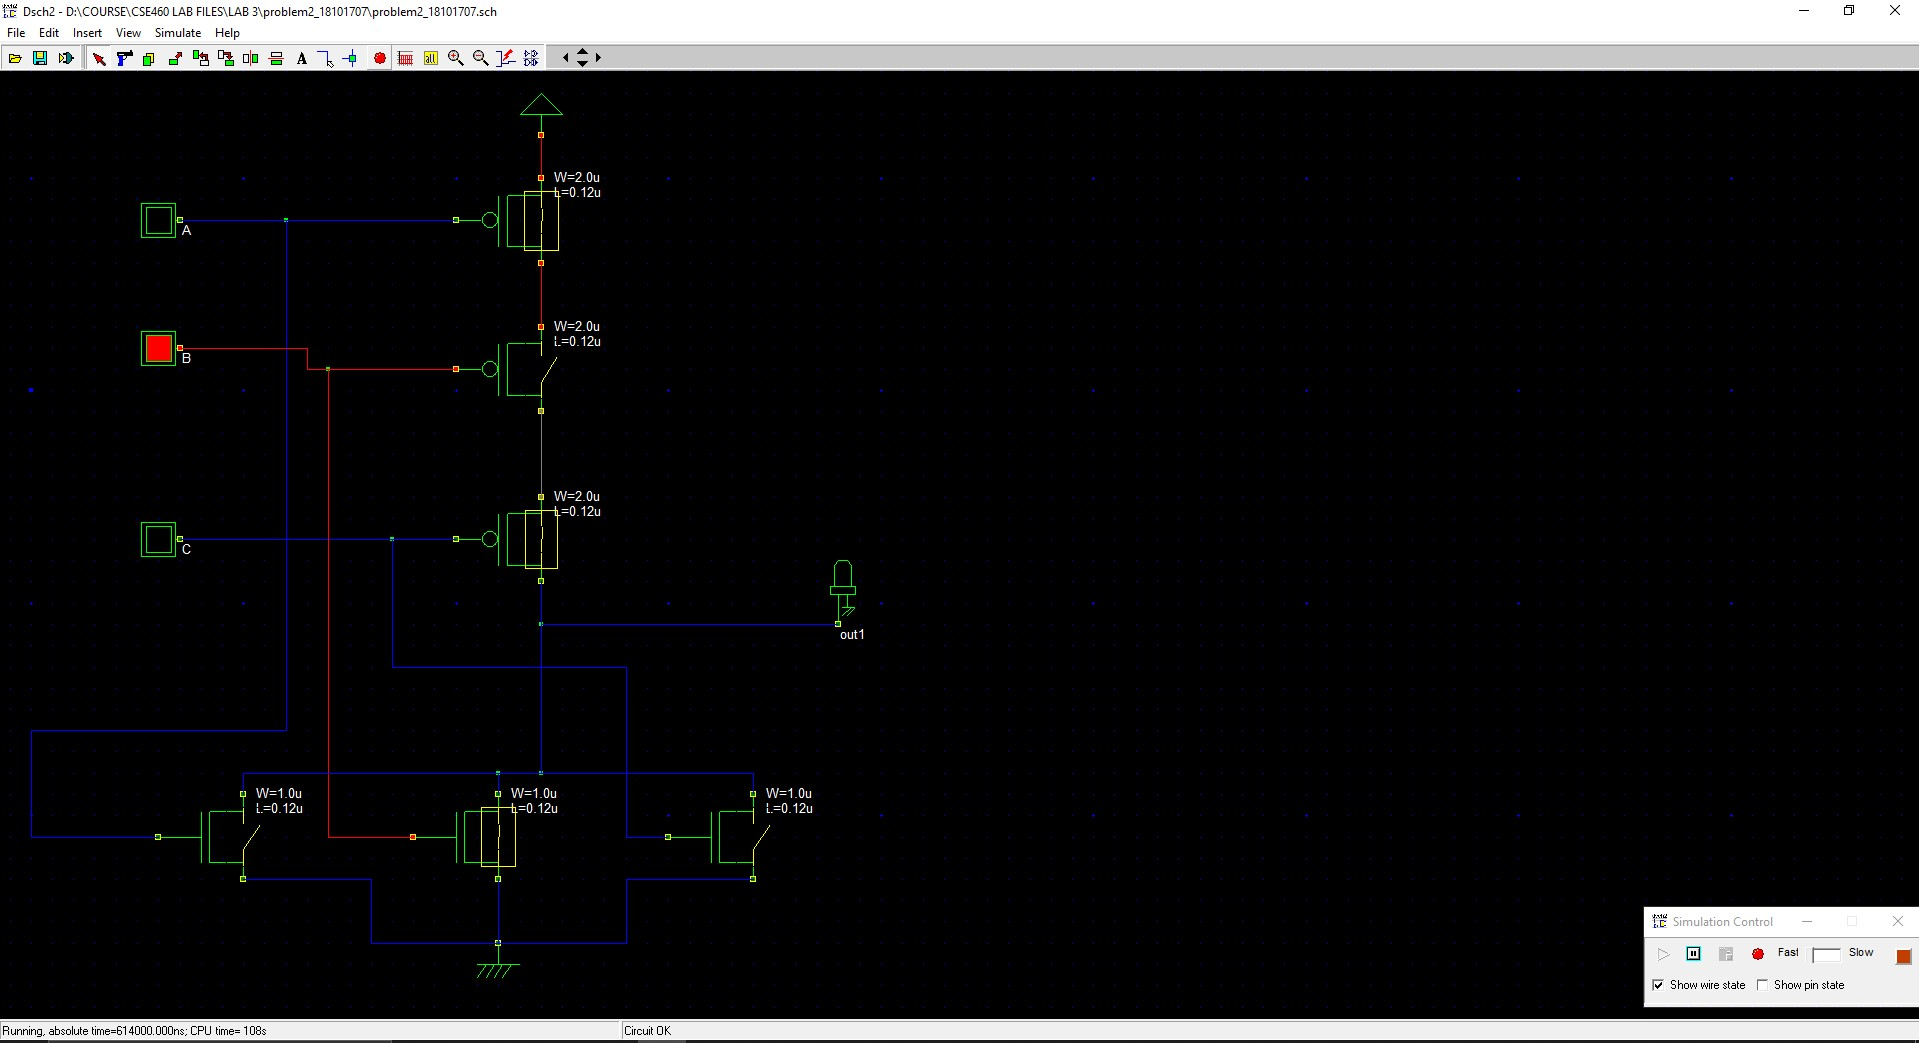 Dsch2 - D:\COURSE\CSE460 LAB FILES\LAB 3\problem2_18101707\problem2_18101707.sch
File Edit Insert View Simulate Help
A
all
W=2.0u
L=0.12u
A
W=2.0u
L=0.12u
B
W=2.0u
L=0.12u
C
out1
W=1.0u
L=0.12u
W=1.0u
L=0.12u
W=1.0u
L=0.12u
Simulation Control
Fast Slow
Show wire state Show pin state
Running, absolute time=614000.000ns; CPU time= 108s
Circuit OK